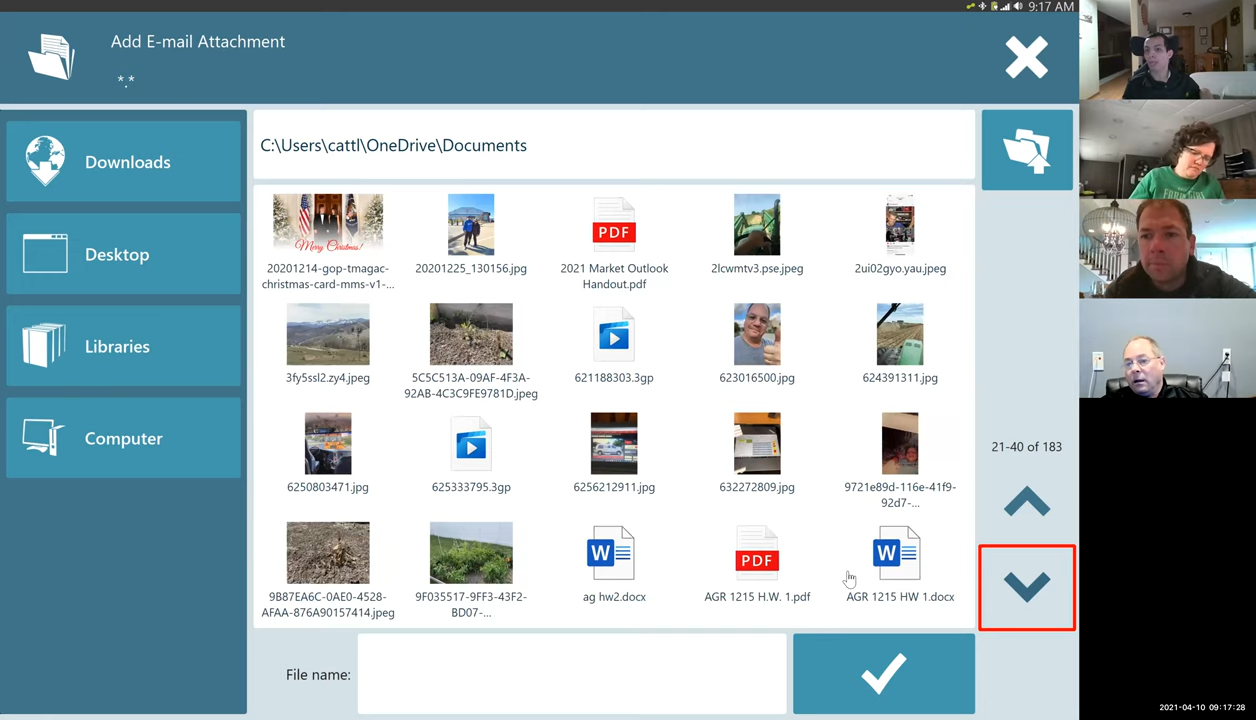 9:17 AM
Add E-mail Attachment
*.*
Downloads
Desktop
Libraries
Computer
C:\Users\cattl\OneDrive\Documents
Merry Christmas!
20201214-gop-tmagac-
christmas-card-mms-v1-...
20201225_130156.jpg
PDF
2021 Market Outlook
Handout.pdf
2lcwmtv3.pse.jpeg
2ui02gyo.yau.jpeg
3fy5ssl2.zy4.jpeg
5C5C513A-09AF-4F3A-
92AB-4C3C9FE9781D.jpeg
621188303.3gp
623016500.jpg
624391311.jpg
6250803471.jpg
625333795.3gp
6256212911.jpg
632272809.jpg
9721e89d-116e-41f9-
92d7-...
9B87EA6C-0AE0-4528-
AFAA-876A90157414.jpeg
9F035517-9FF3-43F2-
BD07-...
W
ag hw2.docx
PDF
AGR 1215 H.W. 1.pdf
W
AGR 1215 HW 1.docx
21-40 of 183
File name:
2021-04-10 09:17:28